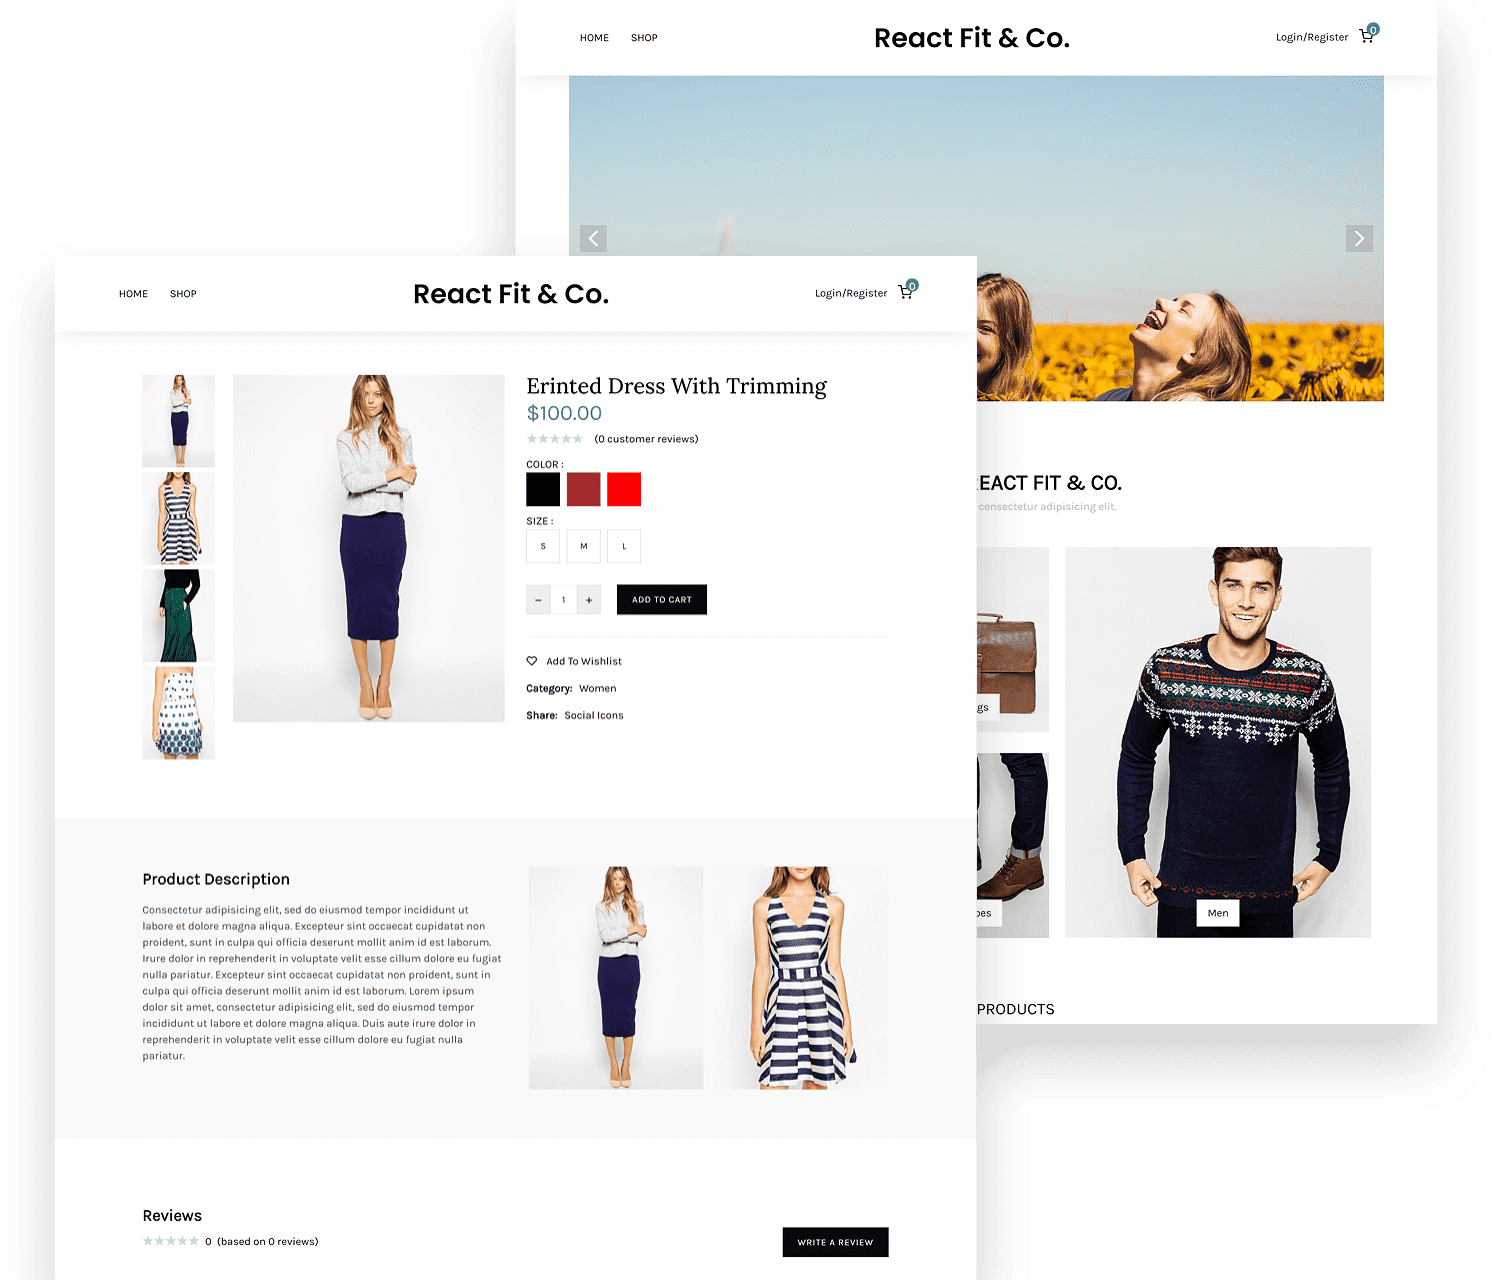 HOME
SHOP
React Fit & Co.
Login/Register
0
HOME
SHOP
React Fit & Co.
Login/Register
0
Erinted Dress With Trimming
$100.00
(0 customer reviews)
COLOR :
SIZE :
S
M
L
−
1
+
ADD TO CART
Add To Wishlist
Category: Women
Share: Social Icons
Product Description
Consectetur adipisicing elit, sed do eiusmod tempor incididunt ut
labore et dolore magna aliqua. Excepteur sint occaecat cupidatat non
proident, sunt in culpa qui officia deserunt mollit anim id est laborum.
Irure dolor in reprehenderit in voluptate velit esse cillum dolore eu fugiat
nulla pariatur. Excepteur sint occaecat cupidatat non proident, sunt in
culpa qui officia deserunt mollit anim id est laborum. Lorem ipsum
dolor sit amet, consectetur adipisicing elit, sed do eiusmod tempor
incididunt ut labore et dolore magna aliqua. Duis aute irure dolor in
reprehenderit in voluptate velit esse cillum dolore eu fugiat nulla
pariatur.
Reviews
0 (based on 0 reviews)
WRITE A REVIEW
EACT FIT & CO.
consectetur adipisicing elit.
gs
oes
Men
PRODUCTS